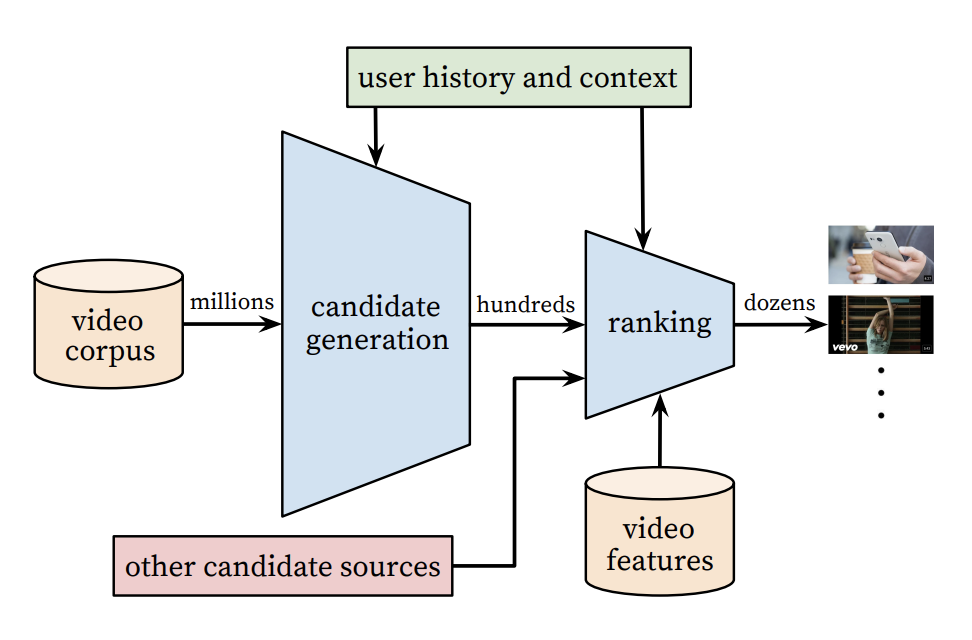 user history and context
millions
video
corpus
candidate
generation
hundreds
ranking
dozens
vevo
other candidate sources
video
features